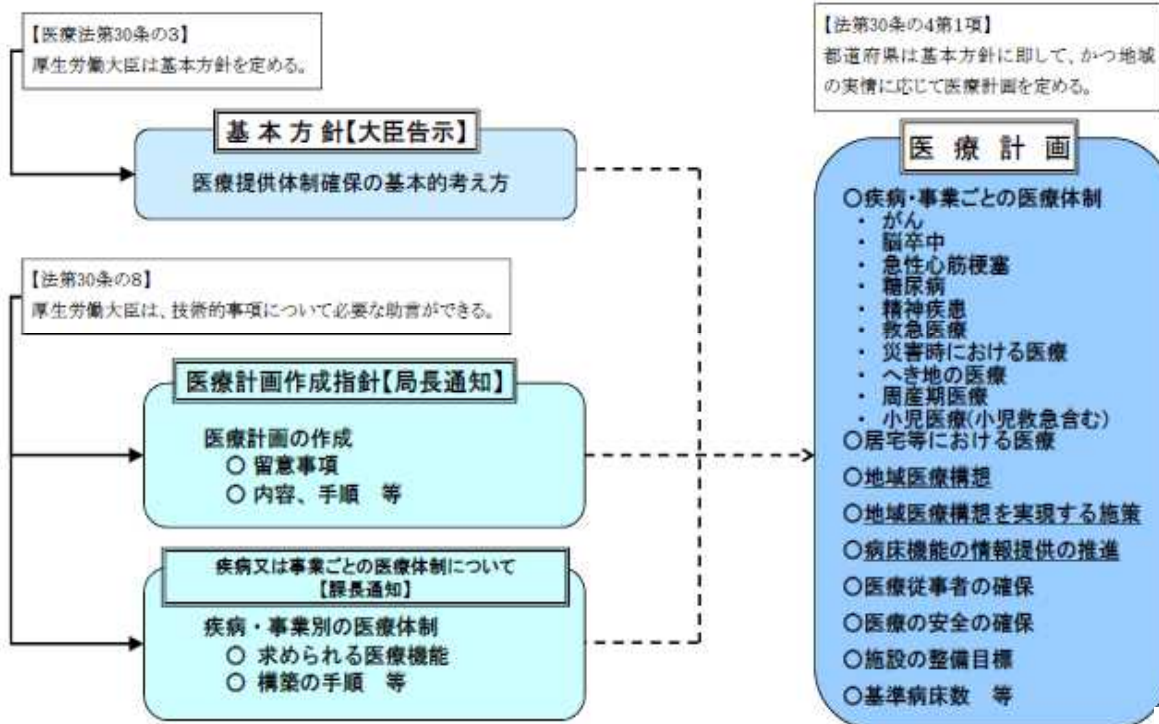 【医療法第30条の3】
厚生労働大臣は基本方針を定める。
基本方針【大臣告示】
医療提供体制確保の基本的考え方
【法第30条の8】
厚生労働大臣は、技術的事項について必要な助言ができる。
医療計画作成指針【局長通知】
医療計画の作成
○ 留意事項
○ 内容、手順 等
疾病又は事業ごとの医療体制について
【課長通知】
疾病・事業別の医療体制
○ 求められる医療機能
○ 構築の手順 等
【法第30条の4第1項】
都道府県は基本方針に即して、かつ地域
の実情に応じて医療計画を定める。
医療計画
○疾病・事業ごとの医療体制
・ がん
・ 脳卒中
・ 急性心筋梗塞
・ 糖尿病
・ 精神疾患
・ 救急医療
・ 災害時における医療
・ へき地の医療
・ 周産期医療
・ 小児医療(小児救急含む)
○居宅等における医療
○地域医療構想
○地域医療構想を実現する施策
○病床機能の情報提供の推進
○医療従事者の確保
○医療の安全の確保
○施設の整備目標
○基準病床数 等